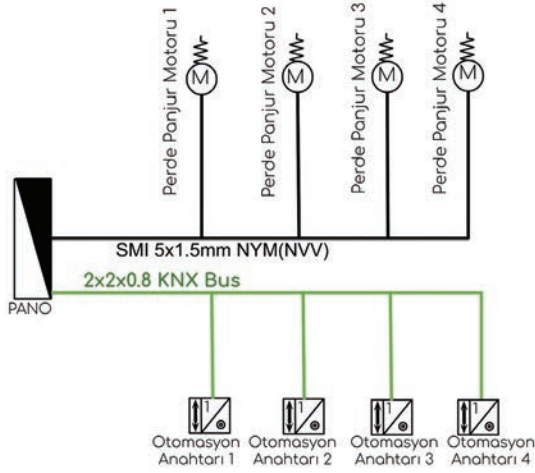 Perde Panjur Motoru 1
Perde Panjur Motoru 2
Perde Panjur Motoru 3
Perde Panjur Motoru 4
M
M
M
M
SMI 5x1.5mm NYM(NVV)
2x2x0.8 KNX Bus
PANO
1
1
1
1
Otomasyon
Anahtarı 1
Otomasyon
Anahtarı 2
Otomasyon
Anahtarı 3
Otomasyon
Anahtarı 4